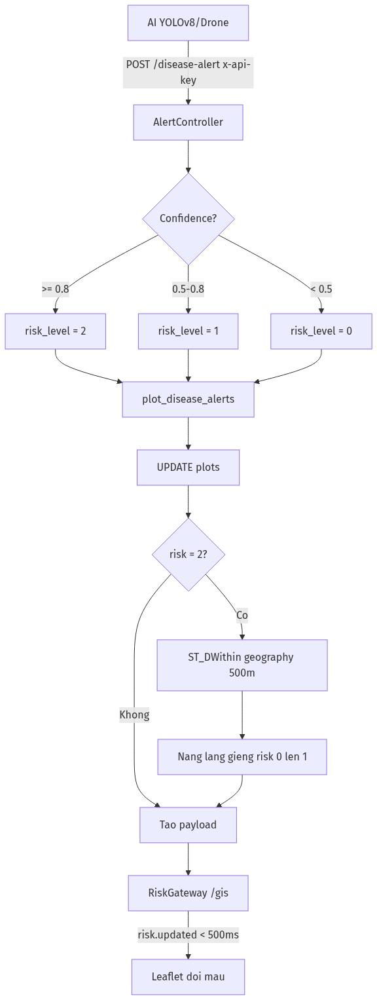 AI YOLOv8/Drone
POST /disease-alert x-api-
key
AlertController
Confidence?
>= 0.8
0.5-0.8
< 0.5
risk_level = 2
risk_level = 1
risk_level = 0
plot_disease_alerts
UPDATE plots
risk = 2?
Co
ST_DWithin geography
500m
Khong
Nang lang gieng risk 0 len 1
Tao payload
RiskGateway /gis
risk.updated < 500ms
Leaflet doi mau